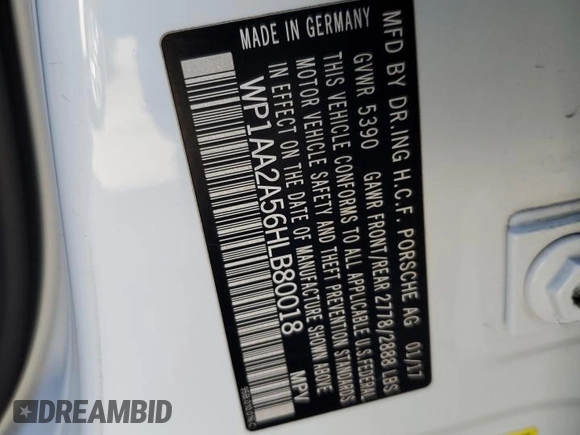 MFD BY DR.ING H.C.F. PORSCHE AG 01/17
GVWR 5390 GAWR FRONT/REAR 2778/2888 LBS
THIS VEHICLE CONFORMS TO ALL APPLICABLE U.S.FEDERAL
MOTOR VEHICLE SAFETY AND THEFT PREVENTION STANDARDS
IN EFFECT ON THE DATE OF MANUFACTURE SHOWN ABOVE
WP1AA2A56HLB80018 MPV
MADE IN GERMANY
DREAMBID